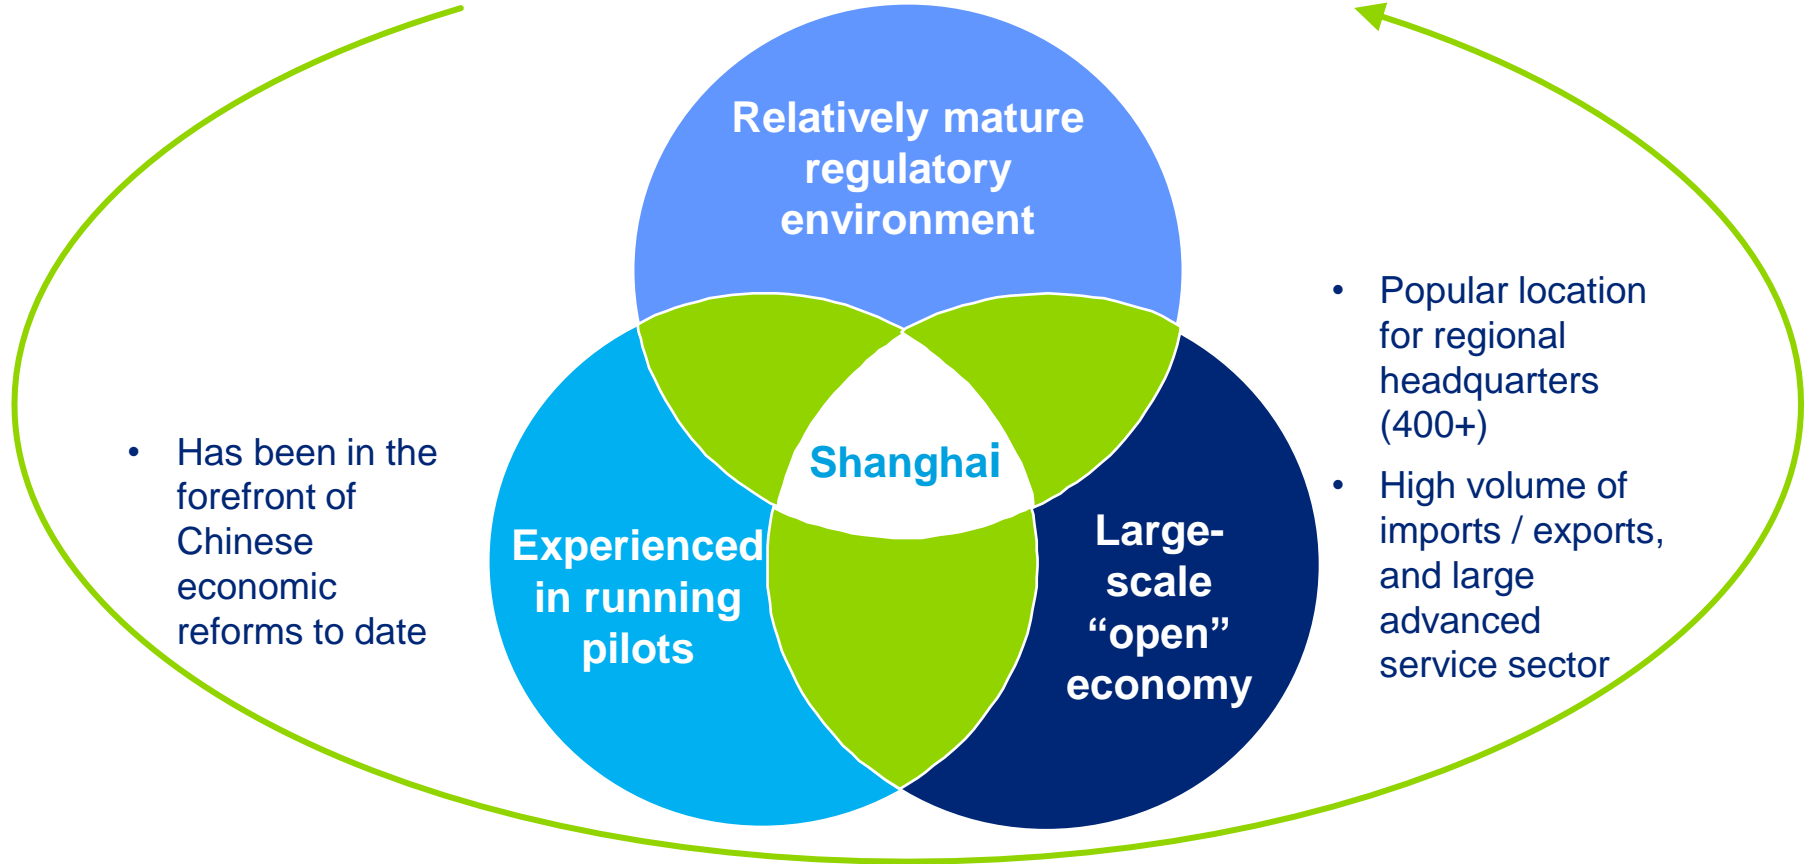 Relatively mature
regulatory
environment
• Has been in the
forefront of
Chinese
economic
reforms to date
Experienced
in running
pilots
Shanghai
Large-
scale
“open”
economy
• Popular location
for regional
headquarters
(400+)
• High volume of
imports / exports,
and large
advanced
service sector